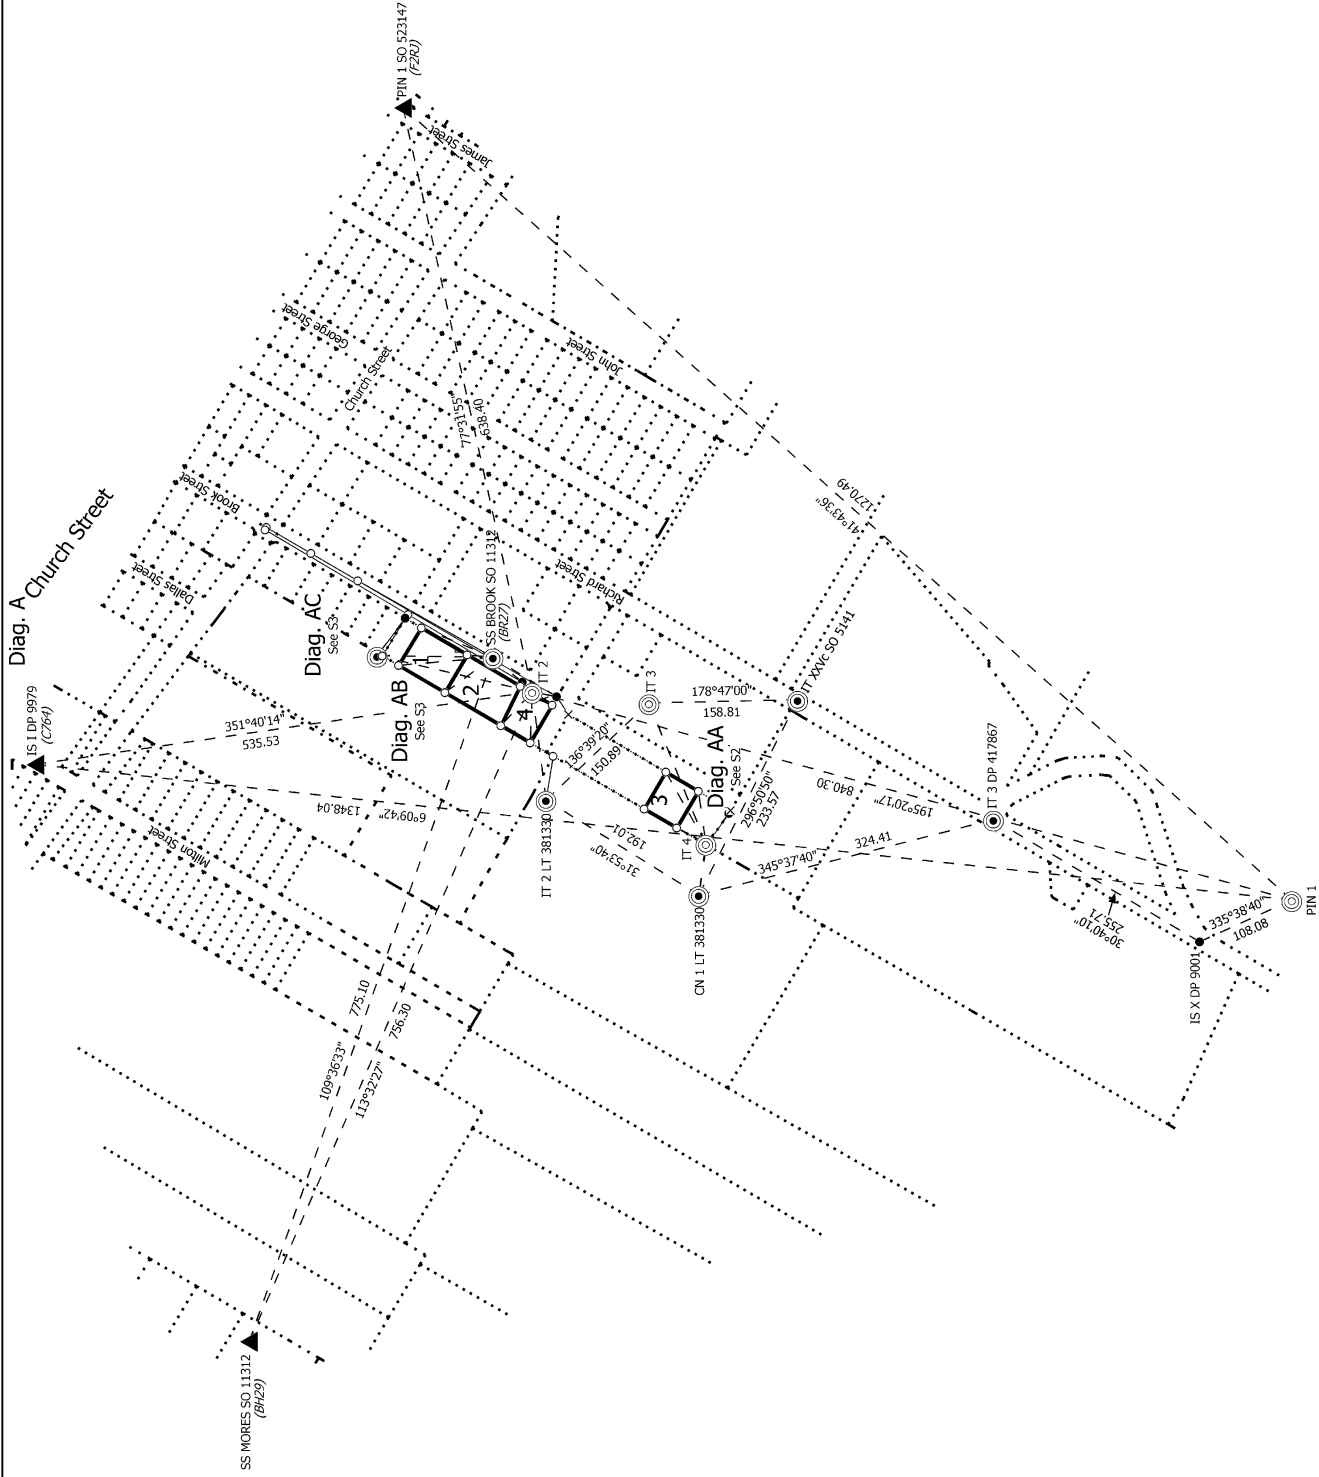 Diag. A
Church Street
IS I DP 9979
(C764)
PIN 1 SO 523147
(F2RJ)
James Street
George Street
Church Street
John Street
Brook Street
Dallas Street
Richard Street
Milton Street
77°31'55"
638.40
Diag. AC
See S3
Diag. AB
See S3
351°40'14"
535.53
6°09'42"
1348.04
SS BROOK SO 11312
(BR27)
1
2
4
3
IT 2
IT 3
IT 4
136°39'20"
150.89
178°47'00"
158.81
IT XXVc SO 5141
Diag. AA
See S2
296°50'50"
233.57
IT 2 LT 381330
31°53'40"
192.01
CN 1 LT 381330
345°37'40"
324.41
195°20'17"
840.30
IT 3 DP 417867
41°43'36"
1270.49
30°40'10"
255.71
335°38'40"
108.08
IS X DP 9001
PIN 1
109°36'33"
775.10
113°32'27"
756.30
SS MORES SO 11312
(BH29)